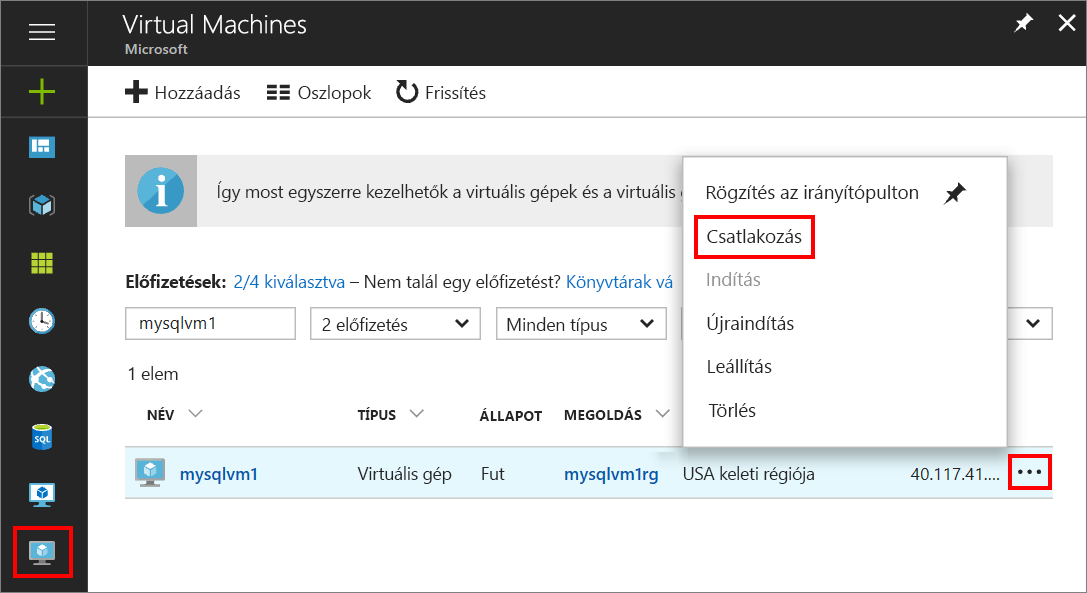 Virtual Machines
Microsoft
Hozzáadás Oszlopok Frissítés
Így most egyszerre kezelhetők a virtuális gépek és a virtuális
Rögzítés az irányítópulton
Csatlakozás
Indítás
Újraindítás
Leállítás
Törlés
Előfizetések: 2/4 kiválasztva – Nem talál egy előfizetést? Könyvtárak vá
mysqlvm1 2 előfizetés Minden típus
1 elem
NÉV TÍPUS ÁLLAPOT MEGOLDÁS
mysqlvm1 Virtuális gép Fut mysqlvm1rg USA keleti régiója 40.117.41.... ...
SQL